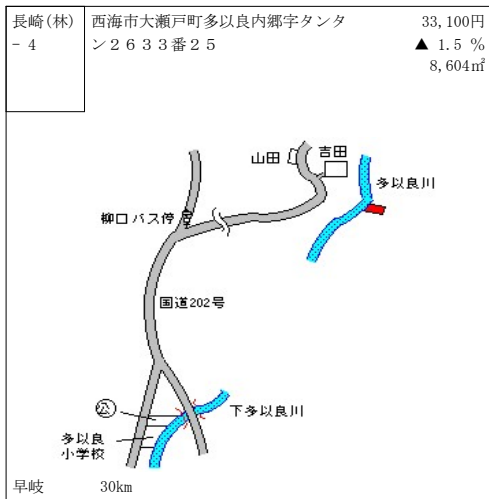 長崎(林)
- 4
西海市大瀬戸町多以良内郷字タンタ
ン2633番25
33,100円
▲ 1.5 %
8,604㎡
山田
吉田
多以良川
柳口バス停
国道202号
公
下多以良川
多以良
小学校
早岐 30km